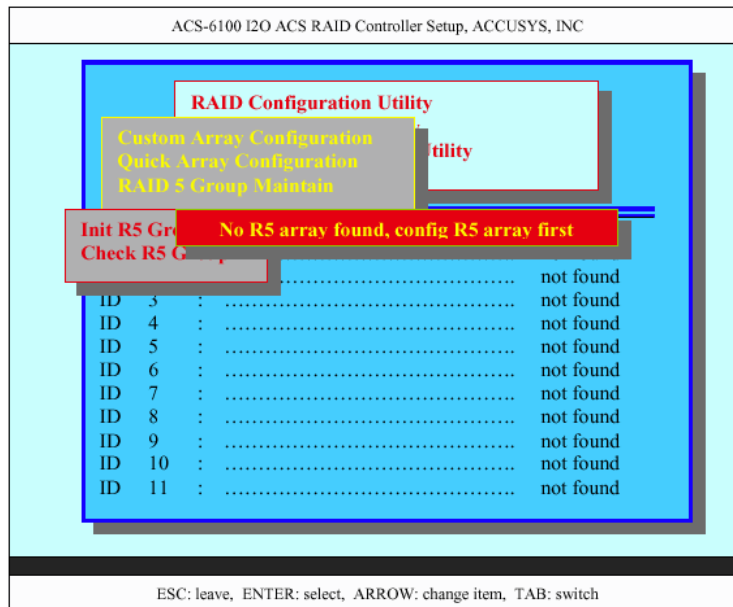 ACS-6100 I2O ACS RAID Controller Setup, ACCUSYS, INC
RAID Configuration Utility
Utility
Custom Array Configuration
Quick Array Configuration
RAID 5 Group Maintain
Init R5
No R5 array found, config R5 array first
Check R5
not found
ID 3 : ........................................ not found
ID 4 : ........................................ not found
ID 5 : ........................................ not found
ID 6 : ........................................ not found
ID 7 : ........................................ not found
ID 8 : ........................................ not found
ID 9 : ........................................ not found
ID 10 : ........................................ not found
ID 11 : ........................................ not found
ESC: leave, ENTER: select, ARROW: change item, TAB: switch